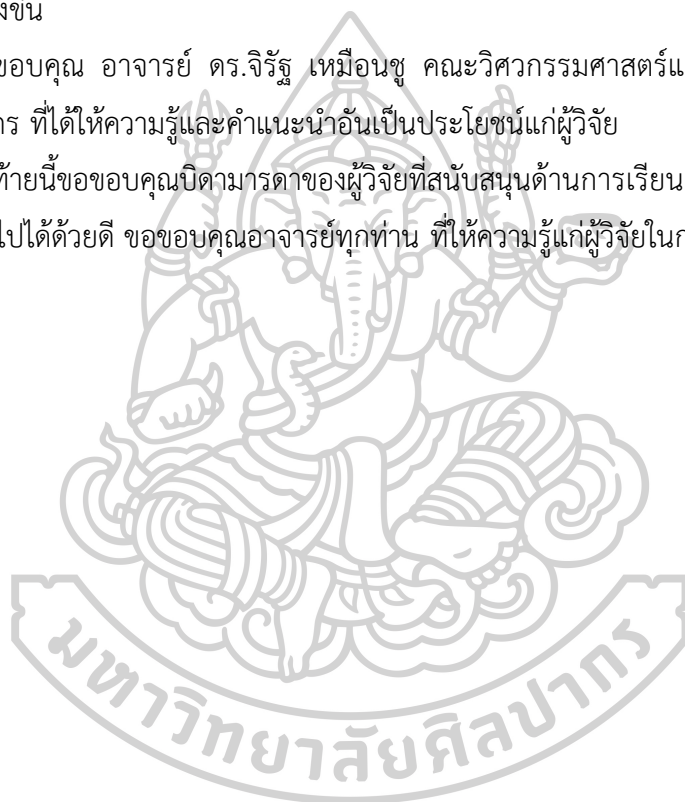 งขึ้น
ขอบคุณ อาจารย์ ดร.จิรัฐ เหมือนชู คณะวิศวกรรมศาสตร์แ
าร ที่ได้ให้ความรู้และคำแนะนำอันเป็นประโยชน์แก่ผู้วิจัย
ท้ายนี้ขอขอบคุณบิดามารดาของผู้วิจัยที่สนับสนุนด้านการเรียน
ไปได้ด้วยดี ขอขอบคุณอาจารย์ทุกท่าน ที่ให้ความรู้แก่ผู้วิจัยในก
มหาวิทยาลัยศิลปากร